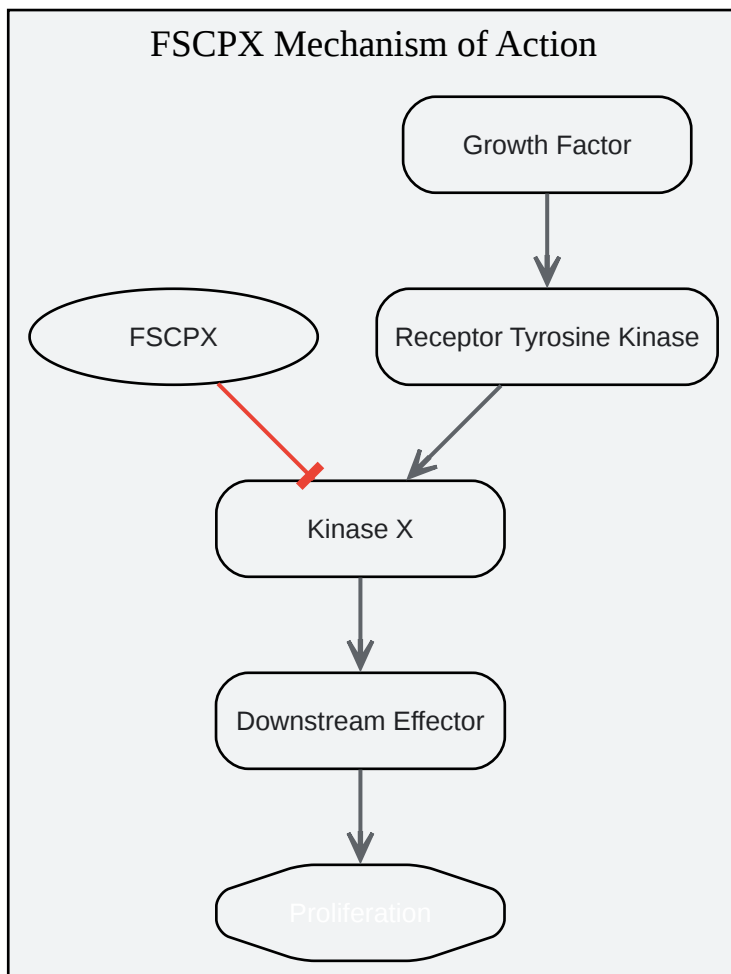 FSCPX Mechanism of Action
Growth Factor
FSCPX
Receptor Tyrosine Kinase
Kinase X
Downstream Effector
Proliferation